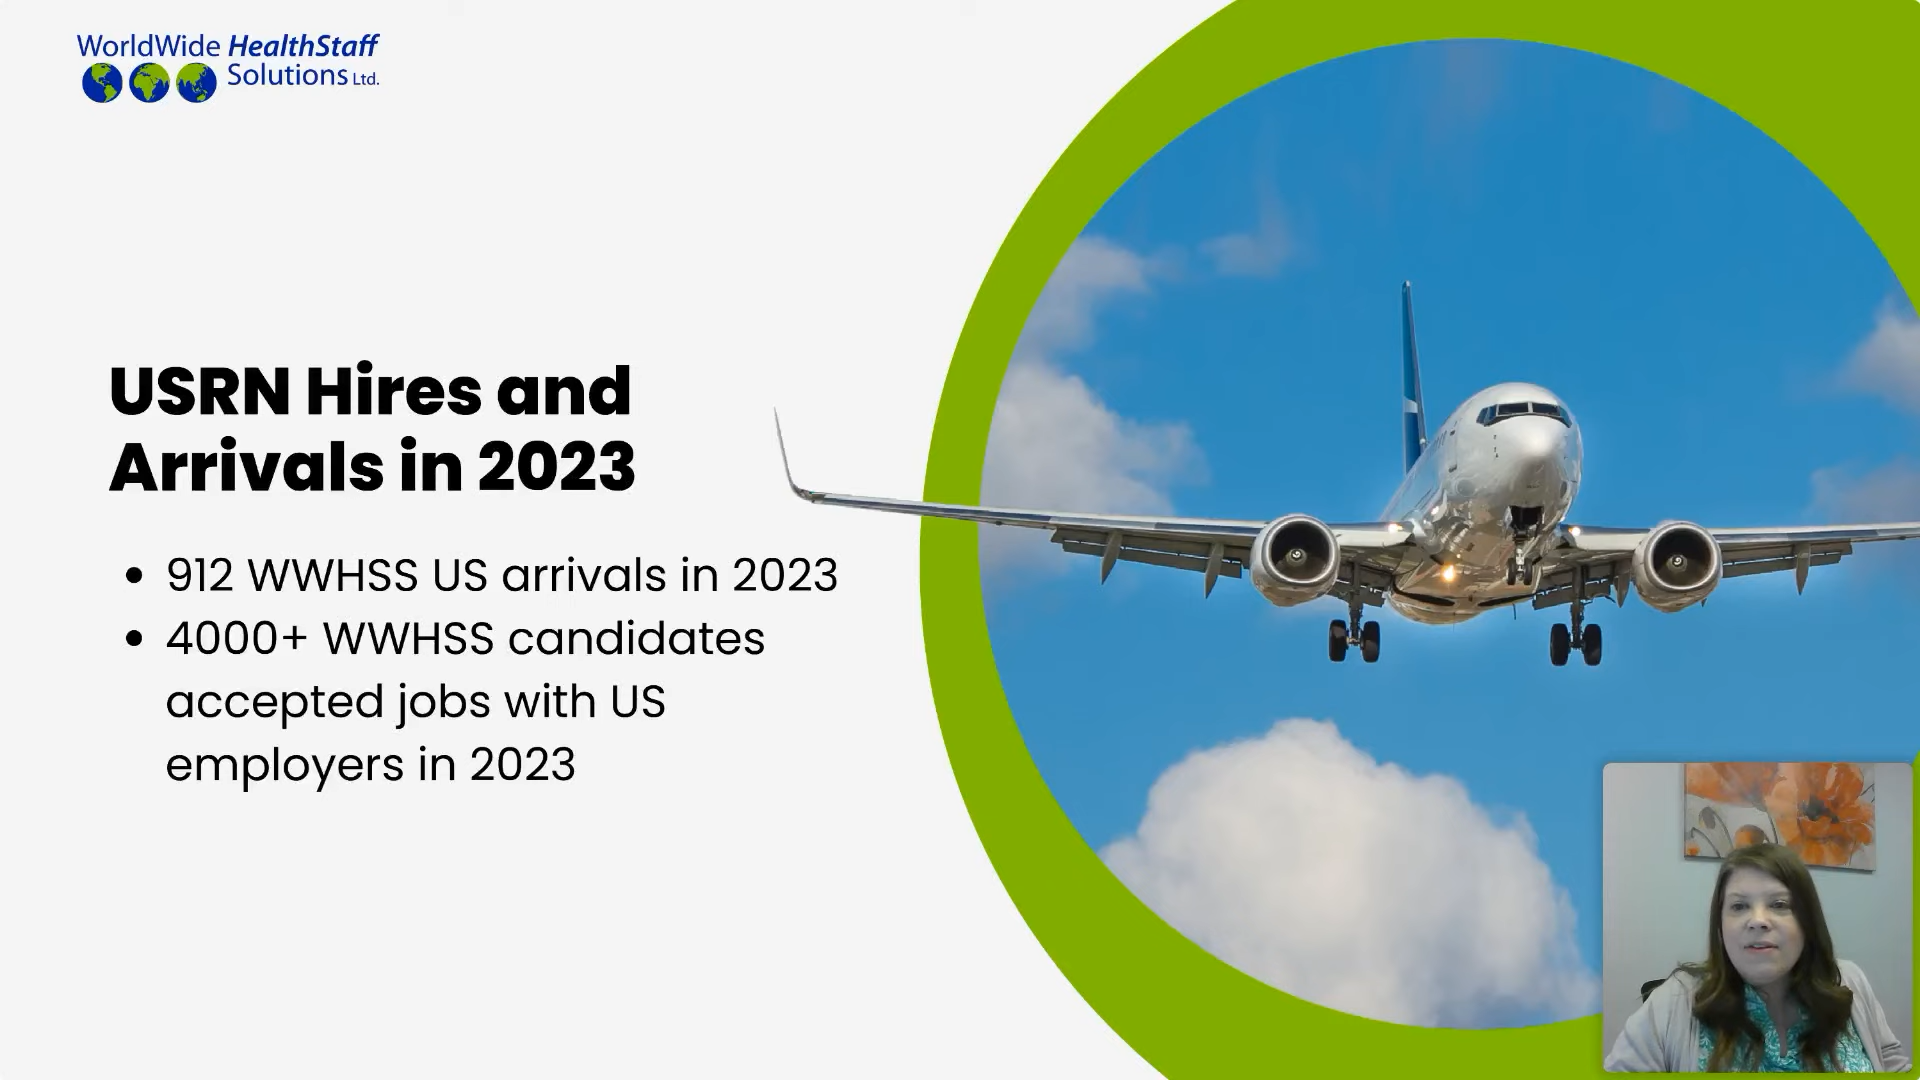 WorldWide HealthStaff
Solutions Ltd.
USRN Hires and
Arrivals in 2023
• 912 WWHSS US arrivals in 2023
• 4000+ WWHSS candidates
accepted jobs with US
employers in 2023